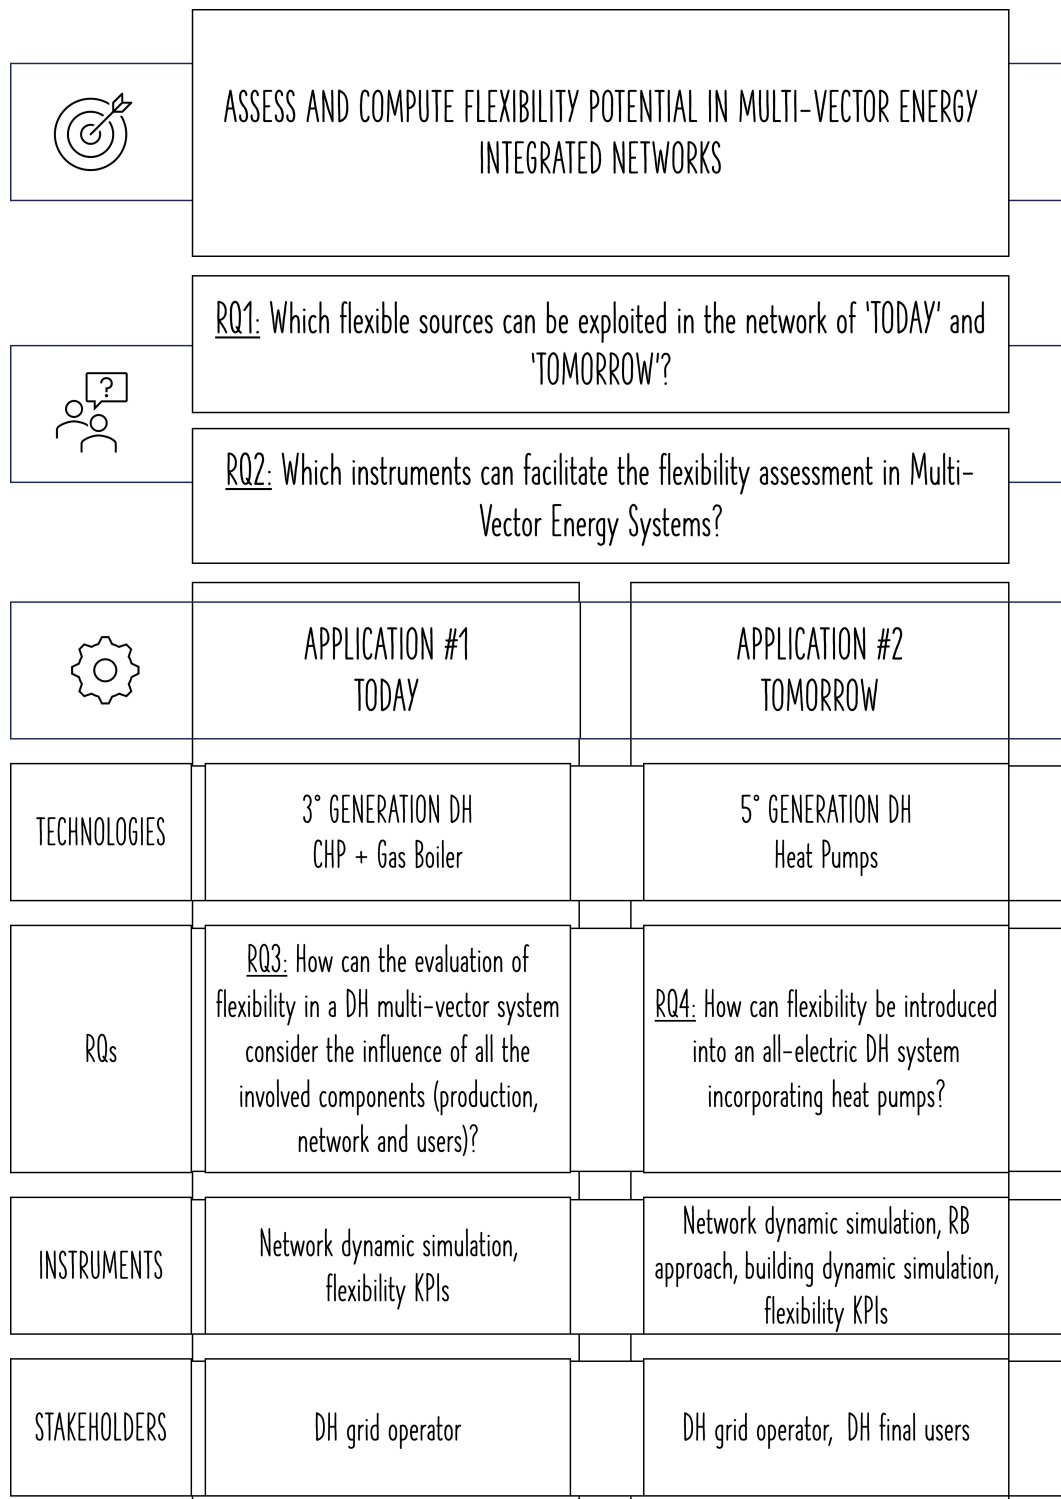 ASSESS AND COMPUTE FLEXIBILITY POTENTIAL IN MULTI-VECTOR ENERGY
INTEGRATED NETWORKS
?
RQ1: Which flexible sources can be exploited in the network of 'TODAY' and
'TOMORROW'?
RQ2: Which instruments can facilitate the flexibility assessment in Multi-
Vector Energy Systems?
APPLICATION #1
TODAY
APPLICATION #2
TOMORROW
TECHNOLOGIES
3° GENERATION DH
CHP + Gas Boiler
5° GENERATION DH
Heat Pumps
RQs
RQ3: How can the evaluation of
flexibility in a DH multi-vector system
consider the influence of all the
involved components (production,
network and users)?
RQ4: How can flexibility be introduced
into an all-electric DH system
incorporating heat pumps?
INSTRUMENTS
Network dynamic simulation,
flexibility KPIs
Network dynamic simulation, RB
approach, building dynamic simulation,
flexibility KPIs
STAKEHOLDERS
DH grid operator
DH grid operator, DH final users